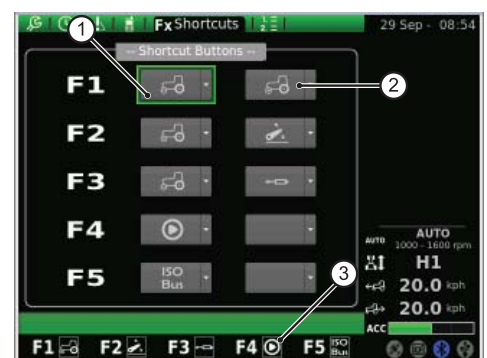 Fx Shortcuts
29 Sep - 08:54
1
-- Shortcut Buttons --
F1
2
F2
F3
F4
F5
ISO
Bus
3
AUTO
AUTO
1000 - 1600 rpm
H1
20.0 kph
20.0 kph
ACC
F1 F2 F3 F4 F5 ISO Bus